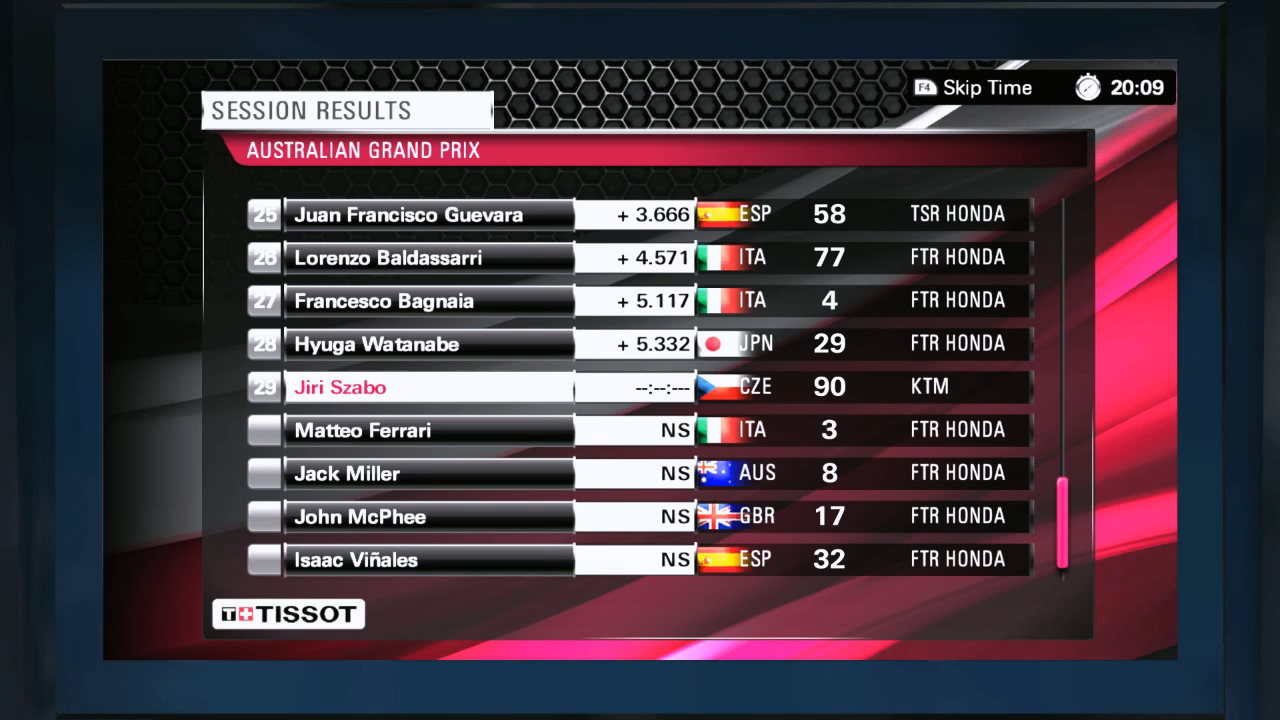 F4 Skip Time 20:09
SESSION RESULTS
AUSTRALIAN GRAND PRIX
25 Juan Francisco Guevara + 3.666 ESP 58 TSR HONDA
26 Lorenzo Baldassarri + 4.571 ITA 77 FTR HONDA
27 Francesco Bagnaia + 5.117 ITA 4 FTR HONDA
28 Hyuga Watanabe + 5.332 JPN 29 FTR HONDA
29 Jiri Szabo --:--:--- CZE 90 KTM
Matteo Ferrari NS ITA 3 FTR HONDA
Jack Miller NS AUS 8 FTR HONDA
John McPhee NS GBR 17 FTR HONDA
Isaac Viñales NS ESP 32 FTR HONDA
T+ TISSOT